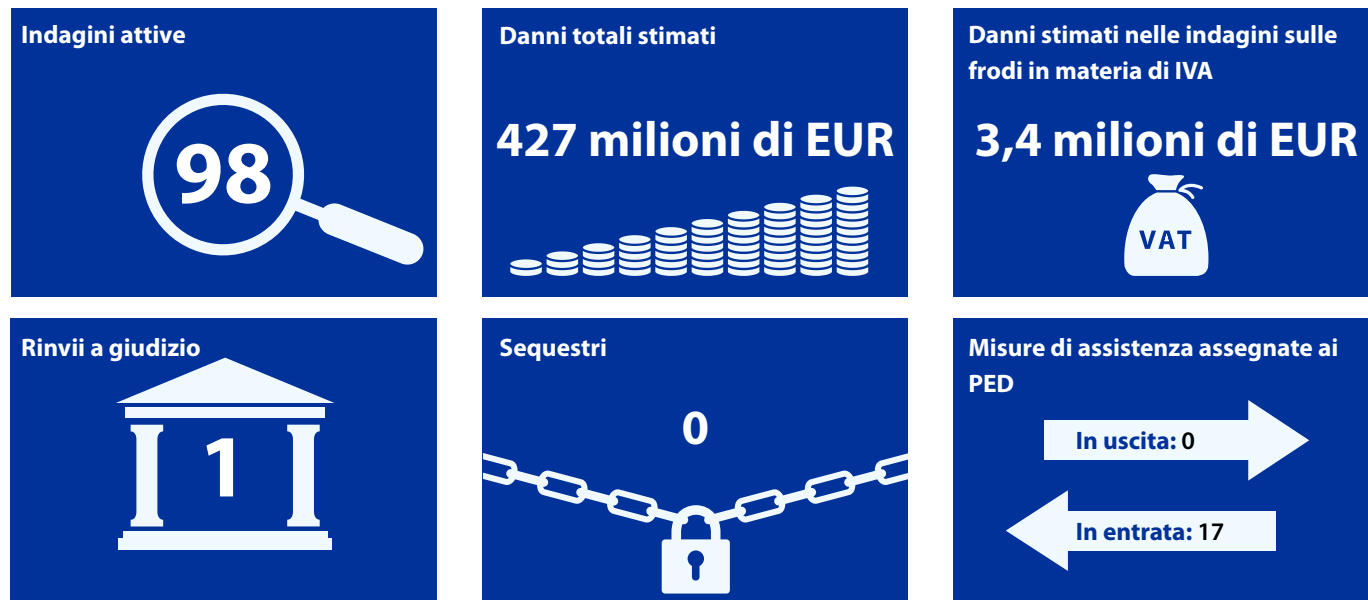 Indagini attive
98
Danni totali stimati
427 milioni di EUR
Danni stimati nelle indagini sulle
frodi in materia di IVA
3,4 milioni di EUR
VAT
Rinvii a giudizio
1
Sequestri
0
Misure di assistenza assegnate ai
PED
In uscita: 0
In entrata: 17